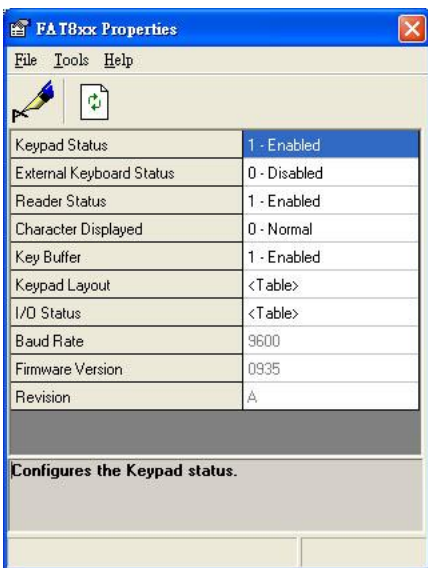 FAT8xx Properties
File Tools Help
Keypad Status 1 - Enabled
External Keyboard Status 0 - Disabled
Reader Status 1 - Enabled
Character Displayed 0 - Normal
Key Buffer 1 - Enabled
Keypad Layout <Table>
I/O Status <Table>
Baud Rate 9600
Firmware Version 0935
Revision A
Configures the Keypad status.